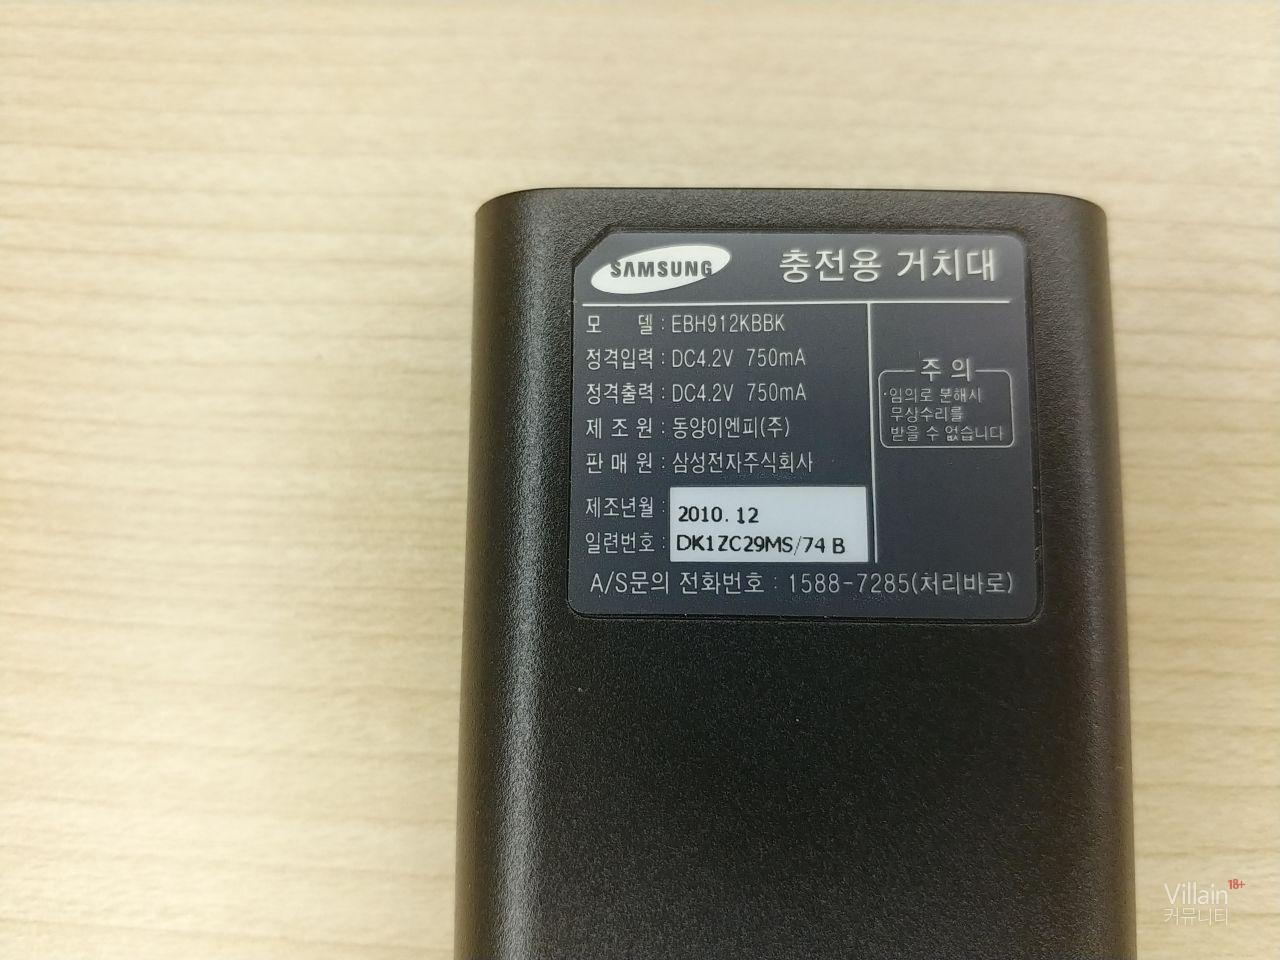 SAMSUNG 충전용 거치대
모 델 : EBH912KBBK
정격입력 : DC4.2V 750mA
정격출력 : DC4.2V 750mA
제 조 원 : 동양이엔피(주)
판 매 원 : 삼성전자주식회사
제조년월 : 2010. 12
일련번호 : DK1ZC29MS/74 B
주 의
·임의로 분해시
무상수리를
받을 수 없습니다
A/S문의 전화번호 : 1588-7285(처리바로)
Villain 18+
커뮤니티